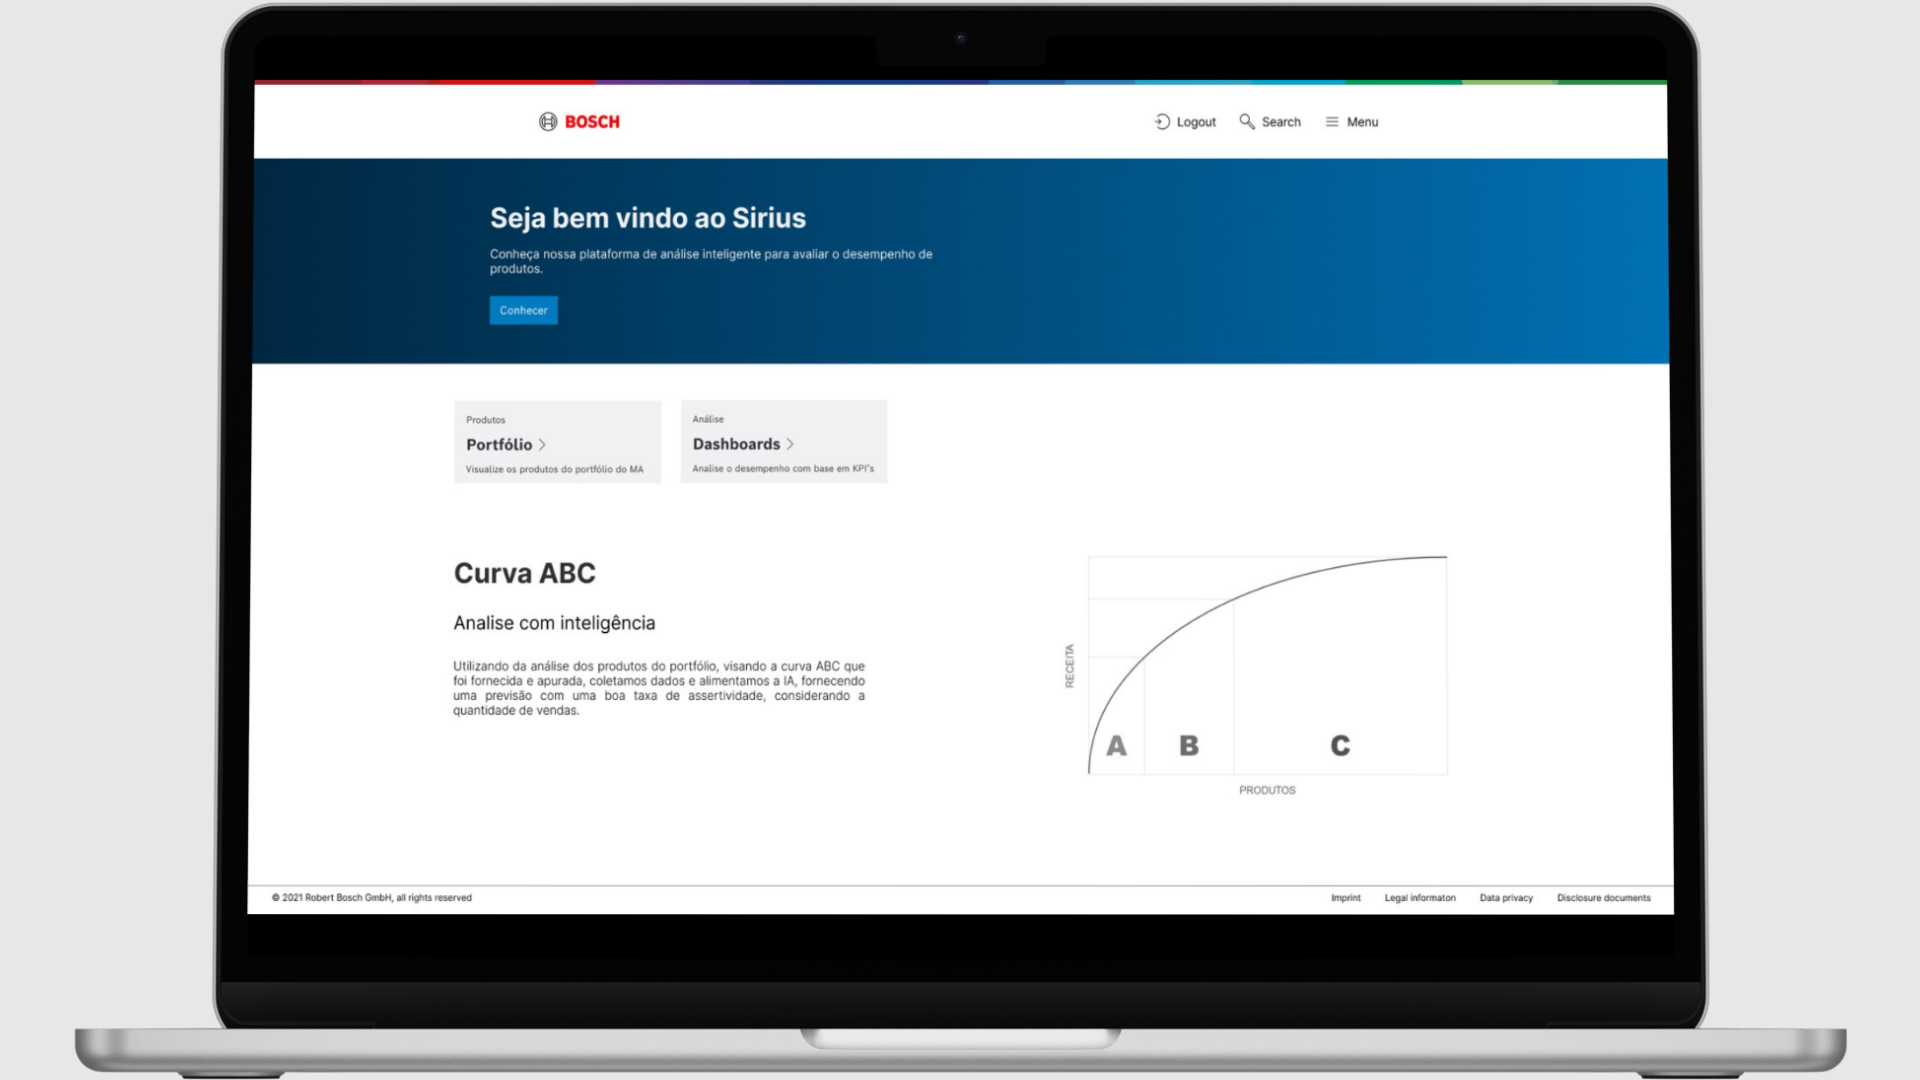 BOSCH
Logout
Search
Menu
Seja bem vindo ao Sirius
Conheça nossa plataforma de análise inteligente para avaliar o desempenho de
produtos.
Conhecer
Produtos
Portfólio
Visualize os produtos do portfólio do MA
Análise
Dashboards
Analise o desempenho com base em KPI's
Curva ABC
Analise com inteligência
Utilizando da análise dos produtos do portfólio, visando a curva ABC que
foi fornecida e apurada, coletamos dados e alimentamos a IA, fornecendo
uma previsão com uma boa taxa de assertividade, considerando a
quantidade de vendas.
RECEITA
A
B
C
PRODUTOS
© 2021 Robert Bosch GmbH, all rights reserved
Imprint
Legal informaton
Data privacy
Disclosure documents